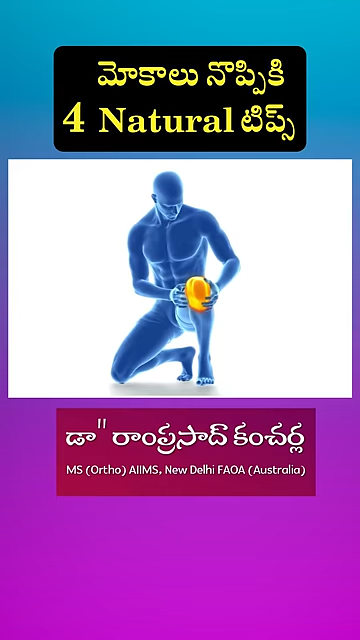 మోకాలు నొప్పికి
4 Natural టిప్స్
డా" రాంప్రసాద్ కంచర్ల
MS (Ortho) AIIMS, New Delhi FAOA (Australia)